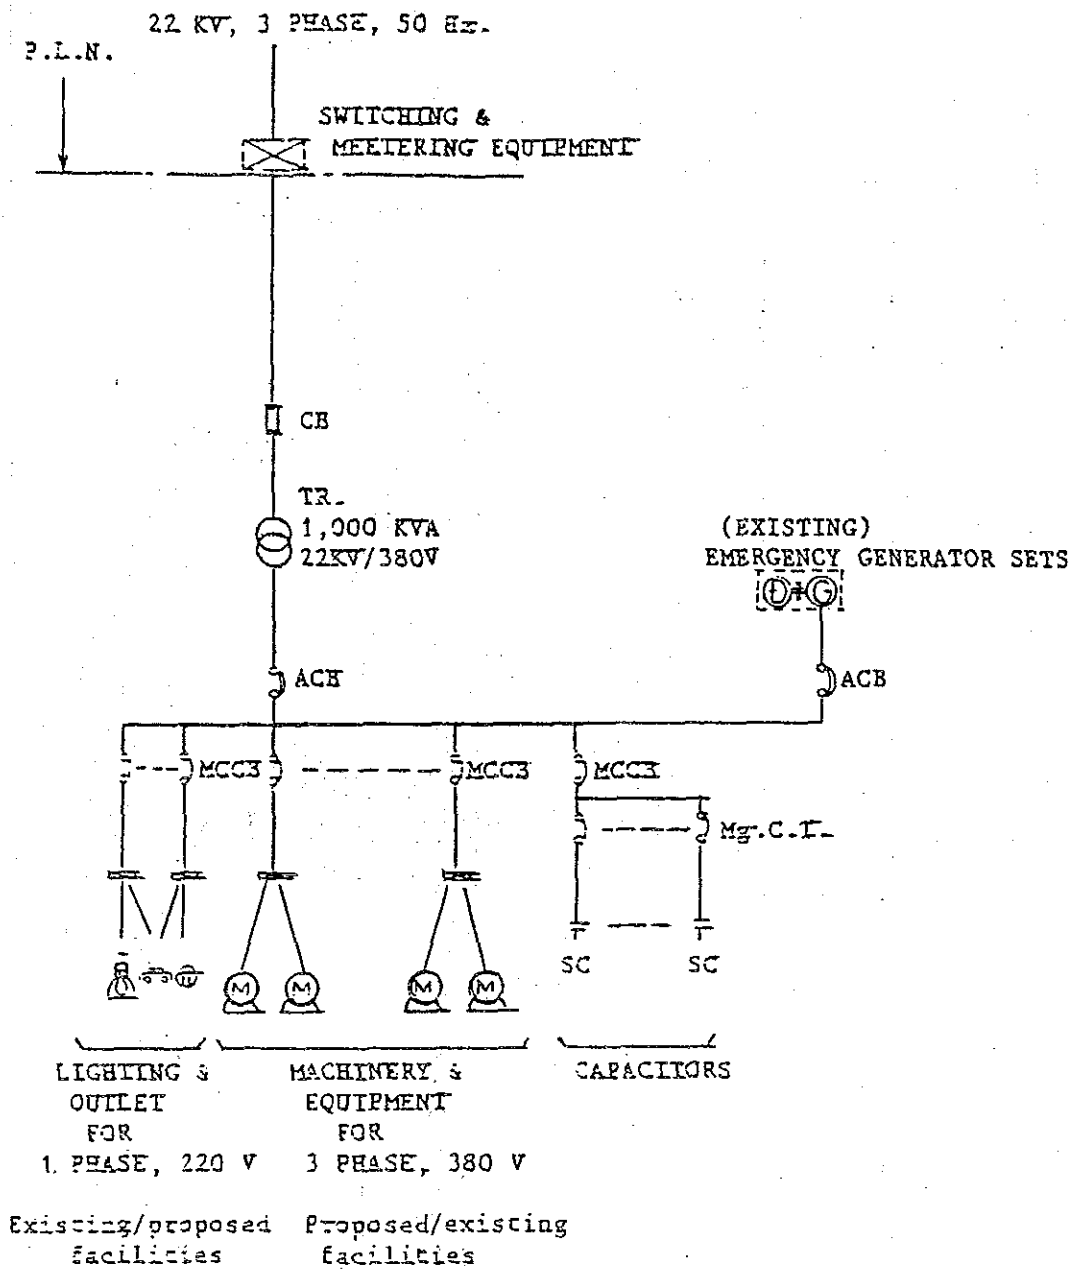 22 KV, 3 PHASE, 50 Hz.
P.L.N.
SWITCHING &
MEETERING EQUIPMENT
CB
TR.
1,000 KVA
22KV/380V
(EXISTING)
EMERGENCY GENERATOR SETS
D+G
ACB
ACB
MCCB
MCCB
MCCB
Mg.C.T.
SC
SC
M
M
M
M
LIGHTING &
OUTLET
FOR
1. PHASE, 220 V
MACHINERY. &
EQUIPMENT
FOR
3 PHASE, 380 V
CAPACITORS
Existing/proposed
facilities
Proposed/existing
facilities